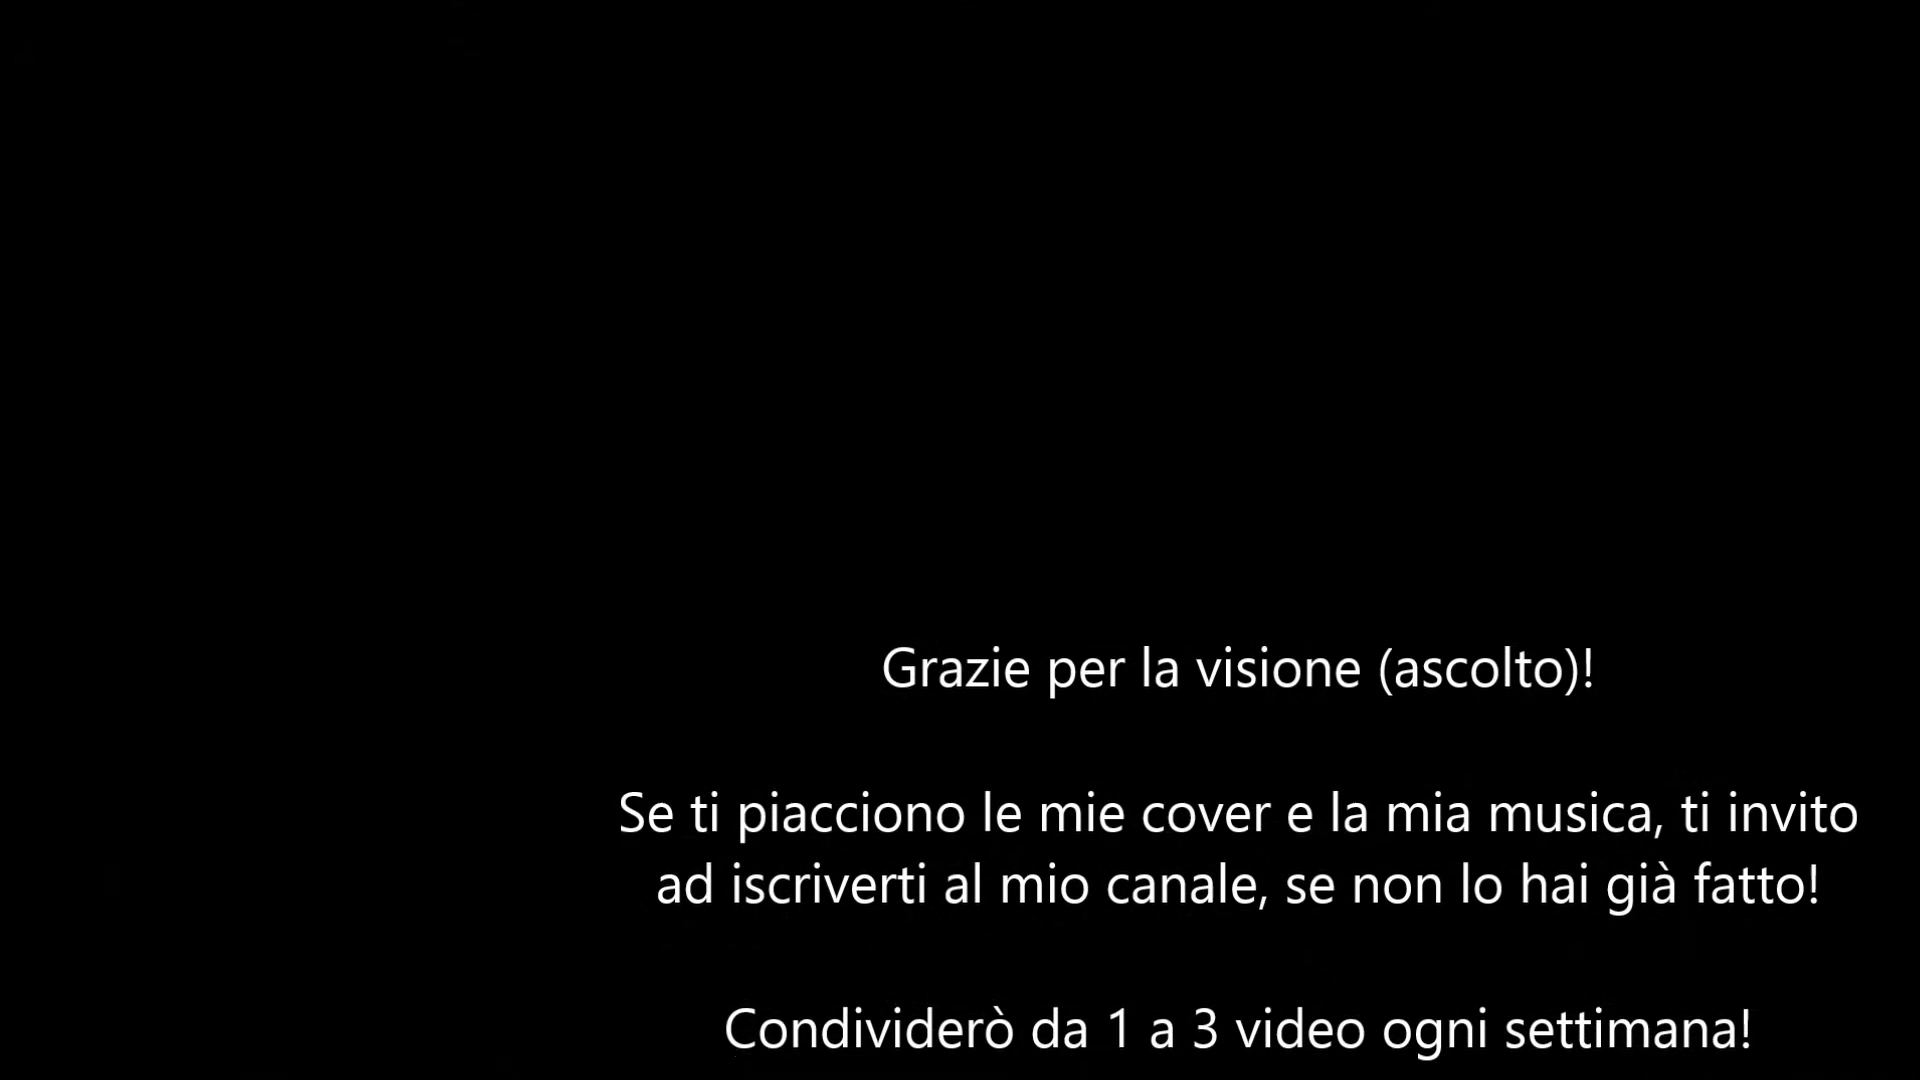 Grazie per la visione (ascolto)!
Se ti piacciono le mie cover e la mia musica, ti invito
ad iscriverti al mio canale, se non lo hai già fatto!
Condividerò da 1 a 3 video ogni settimana!